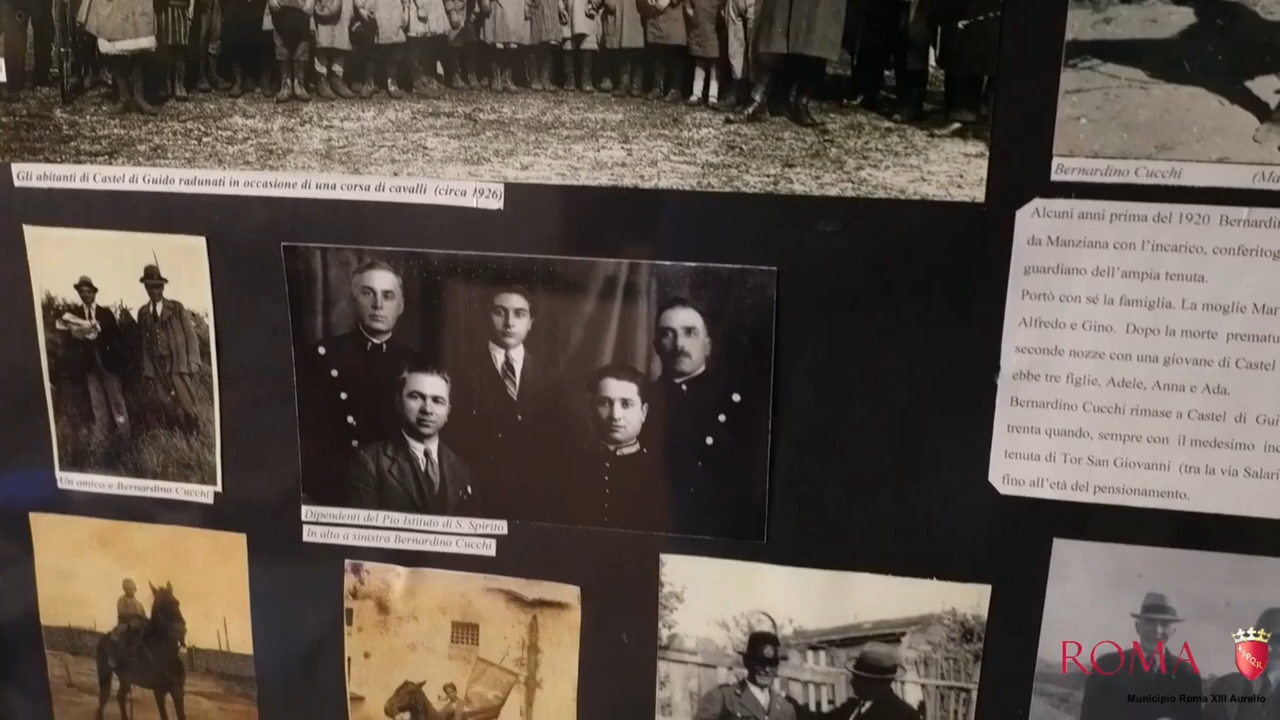 Gli abitanti di Castel di Guido radunati in occasione di una corsa di cavalli (circa 1926)
Bernardino Cucchi (Ma
Alcuni anni prima del 1920 Bernardi
da Manziana con l'incarico, conferitog
guardiano dell'ampia tenuta.
Portò con sé la famiglia. La moglie Mar
Alfredo e Gino. Dopo la morte prematu
seconde nozze con una giovane di Castel
ebbe tre figlie, Adele, Anna e Ada.
Bernardino Cucchi rimase a Castel di Gui
trenta quando, sempre con il medesimo inc
tenuta di Tor San Giovanni (tra la via Salari
fino all'età del pensionamento.
Un amico e Bernardino Cucchi
Dipendenti del Pio Istituto di S. Spirito
In alto a sinistra Bernardino Cucchi
ROMA
SPQR
Municipio Roma XIII Aurelio